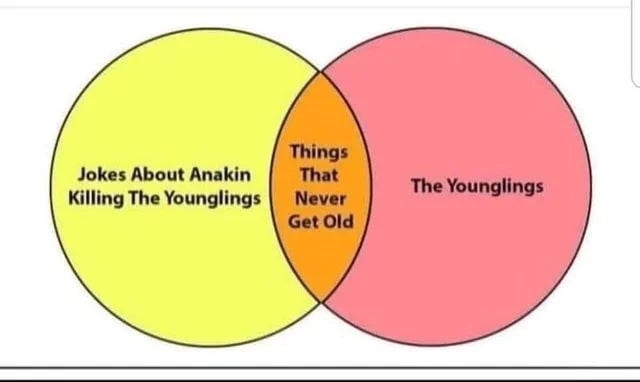 Jokes About Anakin
Killing The Younglings
Things
That
Never
Get Old
The Younglings